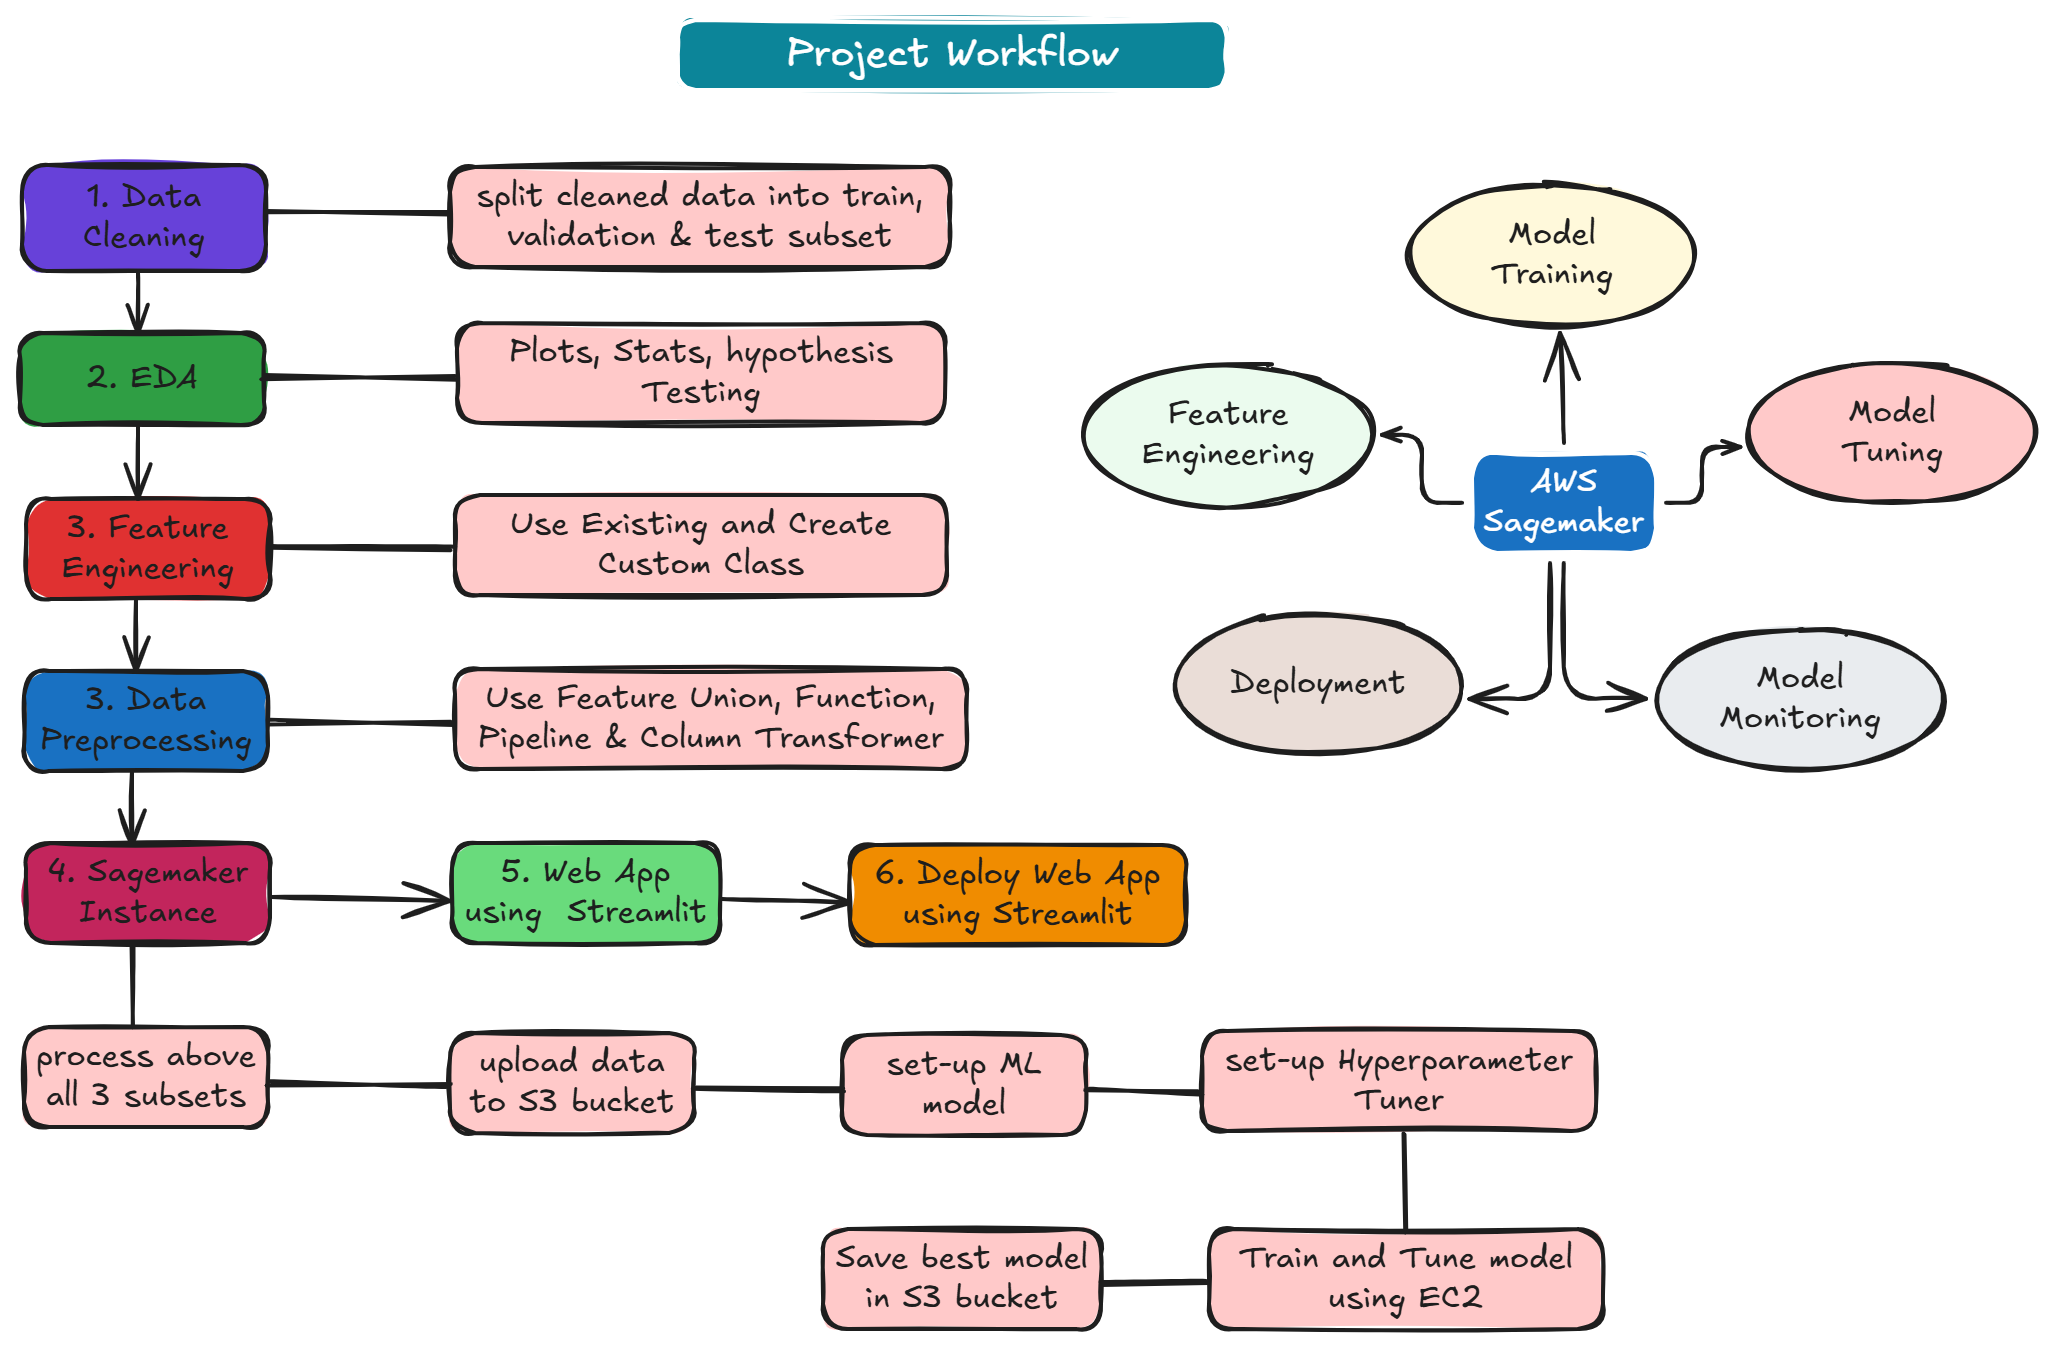 Project Workflow
1. Data
Cleaning
split cleaned data into train,
validation & test subset
2. EDA
Plots, Stats, hypothesis
Testing
3. Feature
Engineering
Use Existing and Create
Custom Class
3. Data
Preprocessing
Use Feature Union, Function,
Pipeline & Column Transformer
4. Sagemaker
Instance
5. Web App
using Streamlit
6. Deploy Web App
using Streamlit
process above
all 3 subsets
upload data
to S3 bucket
set-up ML
model
set-up Hyperparameter
Tuner
Train and Tune model
using EC2
Save best model
in S3 bucket
Model
Training
Feature
Engineering
Model
Tuning
AWS
Sagemaker
Deployment
Model
Monitoring